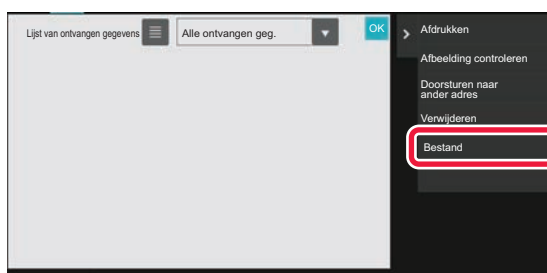 Lijst van ontvangen gegevens
Alle ontvangen geg.
OK
Afdrukken
Afbeelding controleren
Doorsturen naar
ander adres
Verwijderen
Bestand